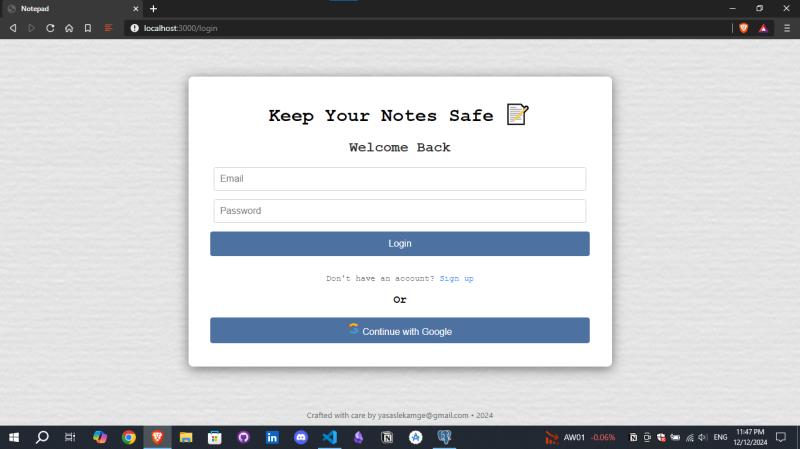 Notepad
localhost:3000/login
Keep Your Notes Safe 📝
Welcome Back
Email
Password
Login
Don't have an account? Sign up
Or
Continue with Google
Crafted with care by yasaslekamge@gmail.com • 2024
AW01 -0.06%
ENG
11:47 PM
12/12/2024